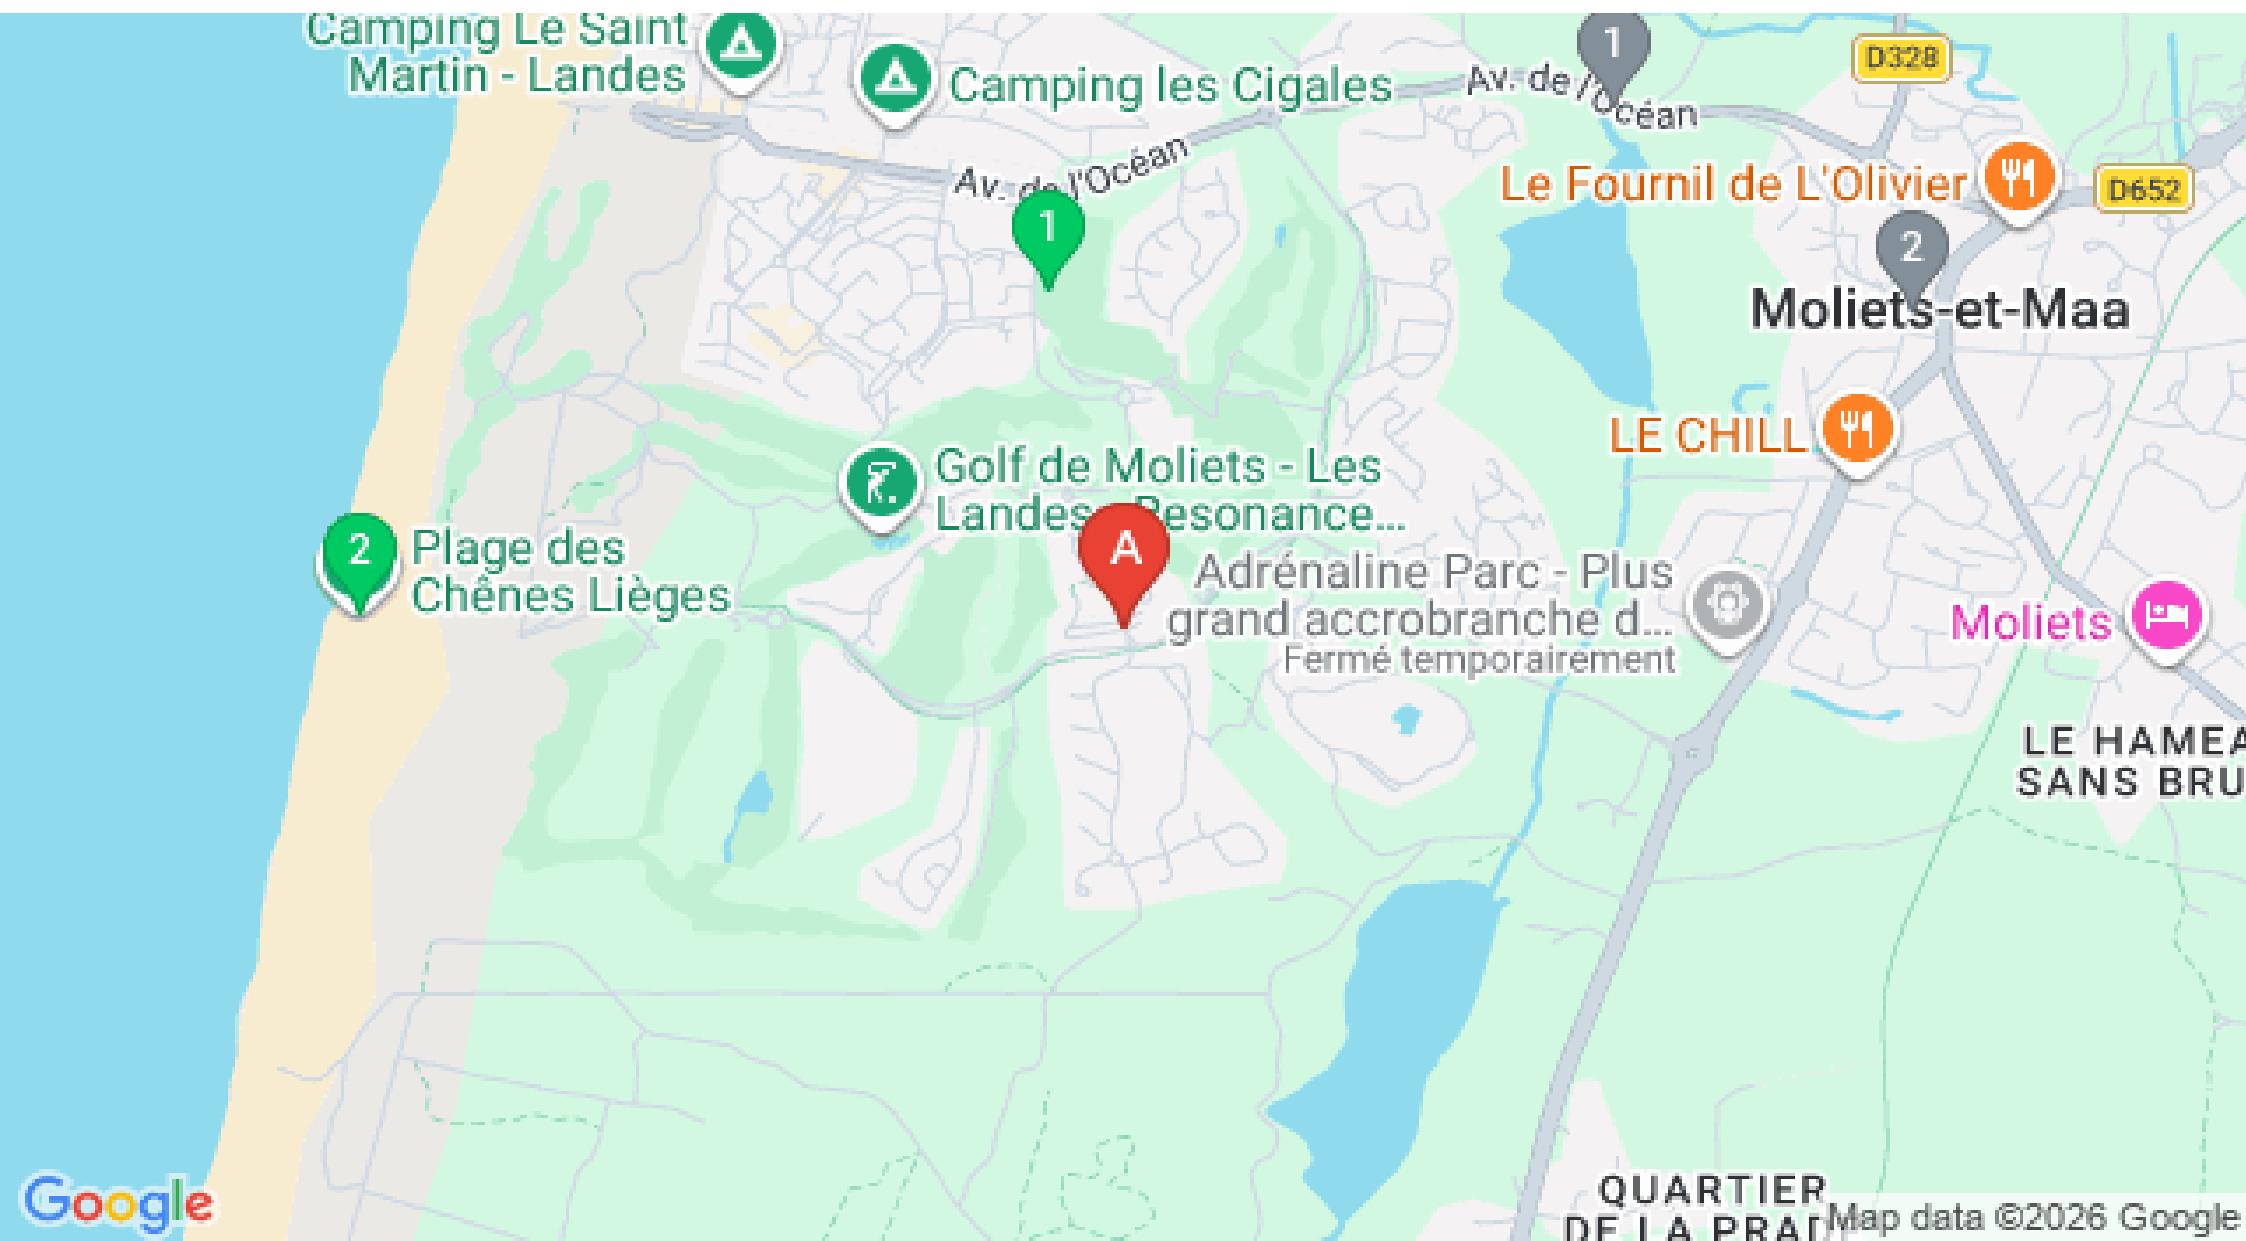 Camping Le Saint
Martin - Landes
Camping les Cigales
1
Av. de l'Océan
D328
Av. de l'Océan
Le Fournil de L'Olivier
D652
1
2
Moliets-et-Maa
LE CHILL
Golf de Moliets - Les
Landes - Resonance...
A
2
Plage des
Chênes Lièges
Adrénaline Parc - Plus
grand accrobranche d...
Fermé temporairement
Moliets
LE HAMEA
SANS BRU
QUARTIER
DE LA PRAD
Google
Map data ©2026 Google